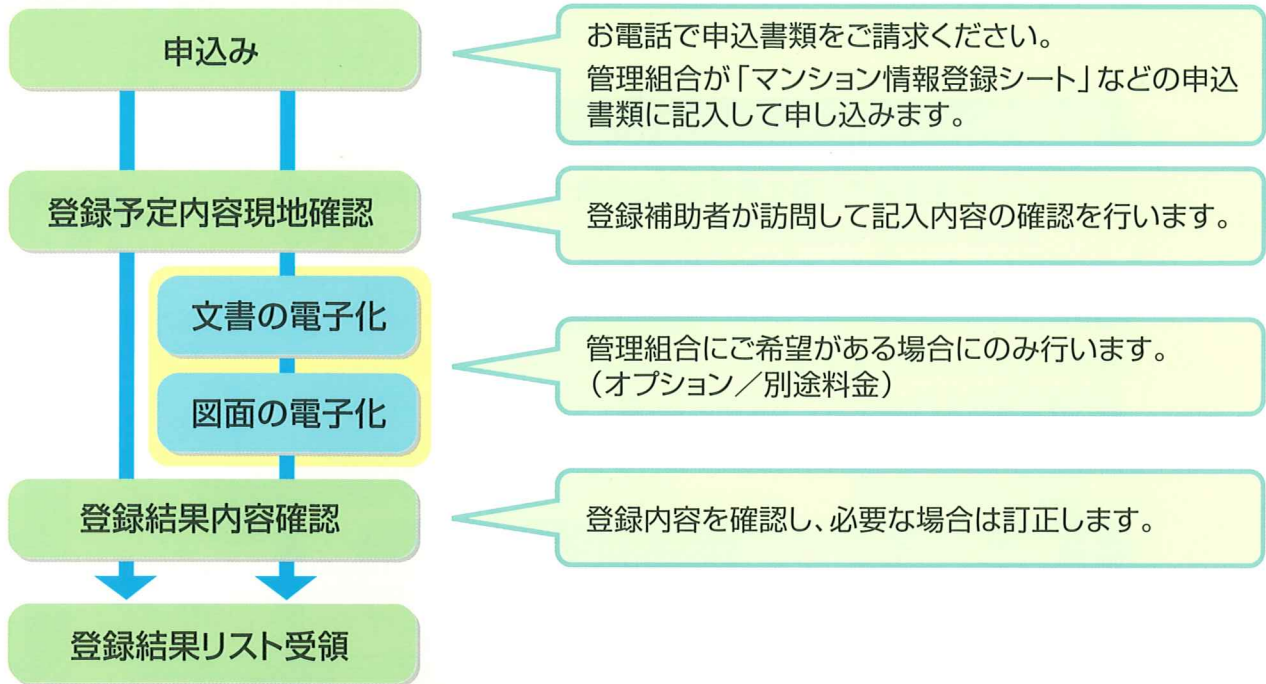 申込み
お電話で申込書類をご請求ください。
管理組合が「マンション情報登録シート」などの申込
書類に記入して申し込みます。
登録予定内容現地確認
登録補助者が訪問して記入内容の確認を行います。
文書の電子化
図面の電子化
管理組合にご希望がある場合にのみ行います。
（オプション／別途料金）
登録結果内容確認
登録内容を確認し、必要な場合は訂正します。
登録結果リスト受領